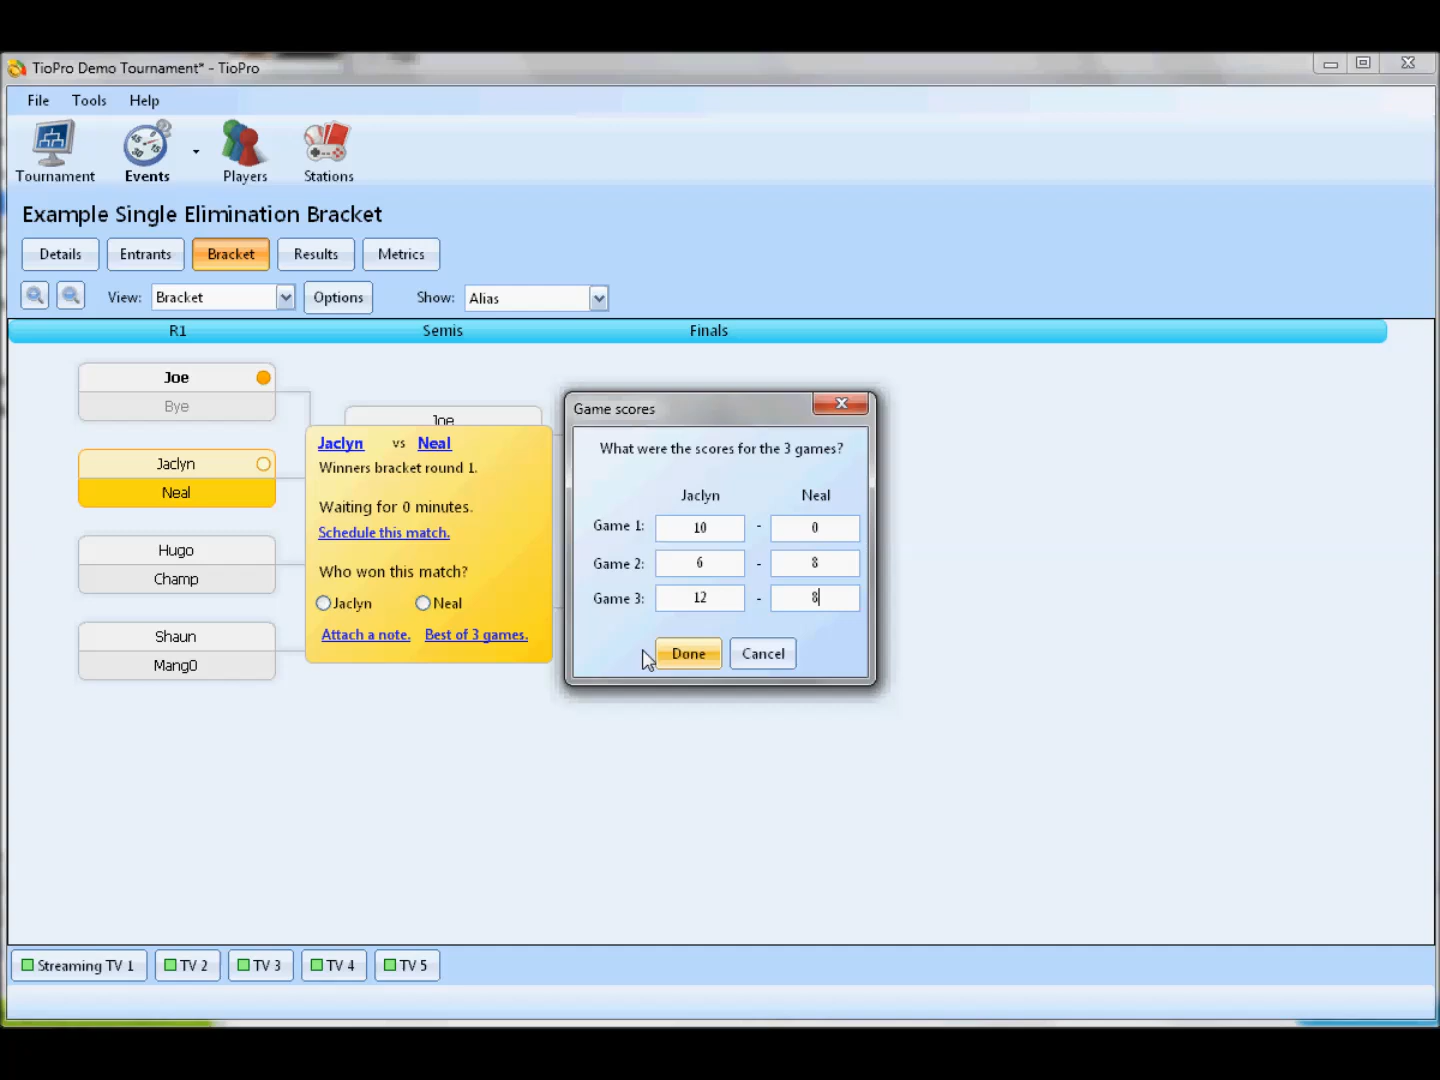 TioPro Demo Tournament* - TioPro
File Tools Help
Tournament Events Players Stations
Example Single Elimination Bracket
Details Entrants Bracket Results Metrics
View: Bracket Options Show: Alias
R1 Semis Finals
Joe
Bye
Joe
Jaclyn
Neal
Hugo
Champ
Shaun
Mang0
Jaclyn vs Neal
Winners bracket round 1.
Waiting for 0 minutes.
Schedule this match.
Who won this match?
Jaclyn Neal
Attach a note. Best of 3 games.
Game scores
What were the scores for the 3 games?
Jaclyn Neal
Game 1: 10 - 0
Game 2: 6 - 8
Game 3: 12 - 8
Done Cancel
Streaming TV 1 TV 2 TV 3 TV 4 TV 5